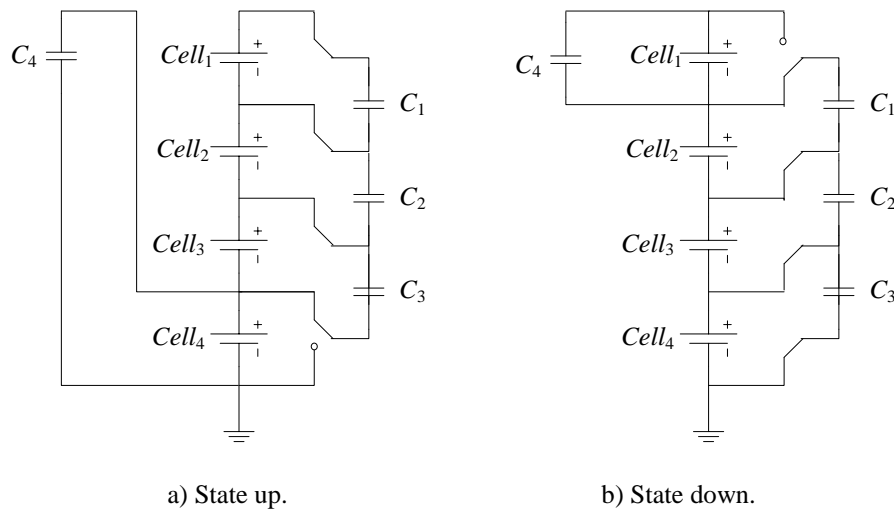 C4
Cell1
+
C1
Cell2
+
C2
Cell3
+
C3
Cell4
+
a) State up.
C4
Cell1
+
C1
Cell2
+
C2
Cell3
+
C3
Cell4
+
b) State down.